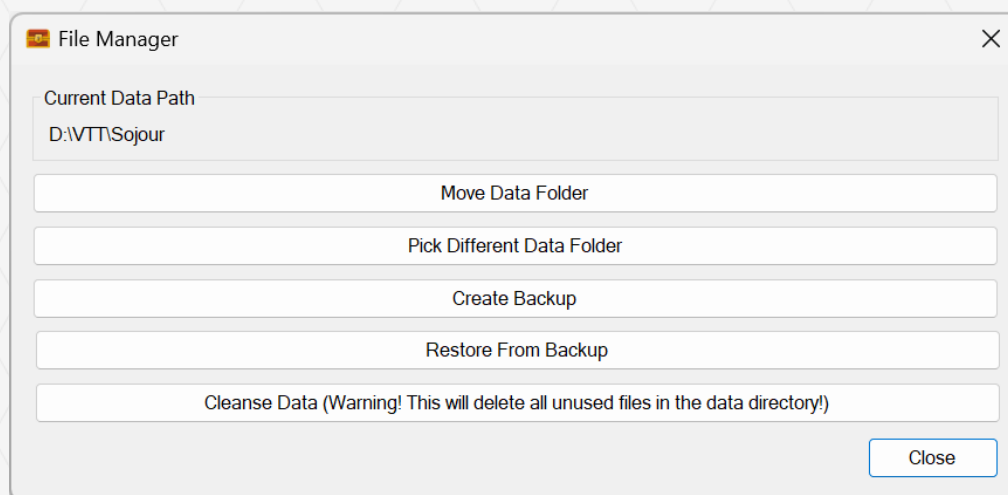 File Manager
Current Data Path
D:\VTT\Sojour
Move Data Folder
Pick Different Data Folder
Create Backup
Restore From Backup
Cleanse Data (Warning! This will delete all unused files in the data directory!)
Close